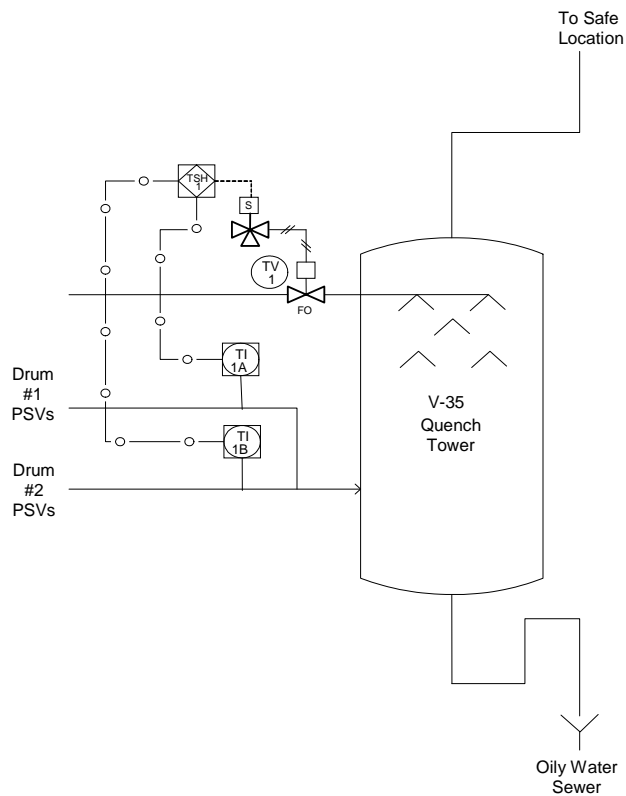 To Safe
Location
TSH
1
S
TV
1
FO
TI
1A
Drum
#1
PSVs
V-35
Quench
Tower
TI
1B
Drum
#2
PSVs
Oily Water
Sewer